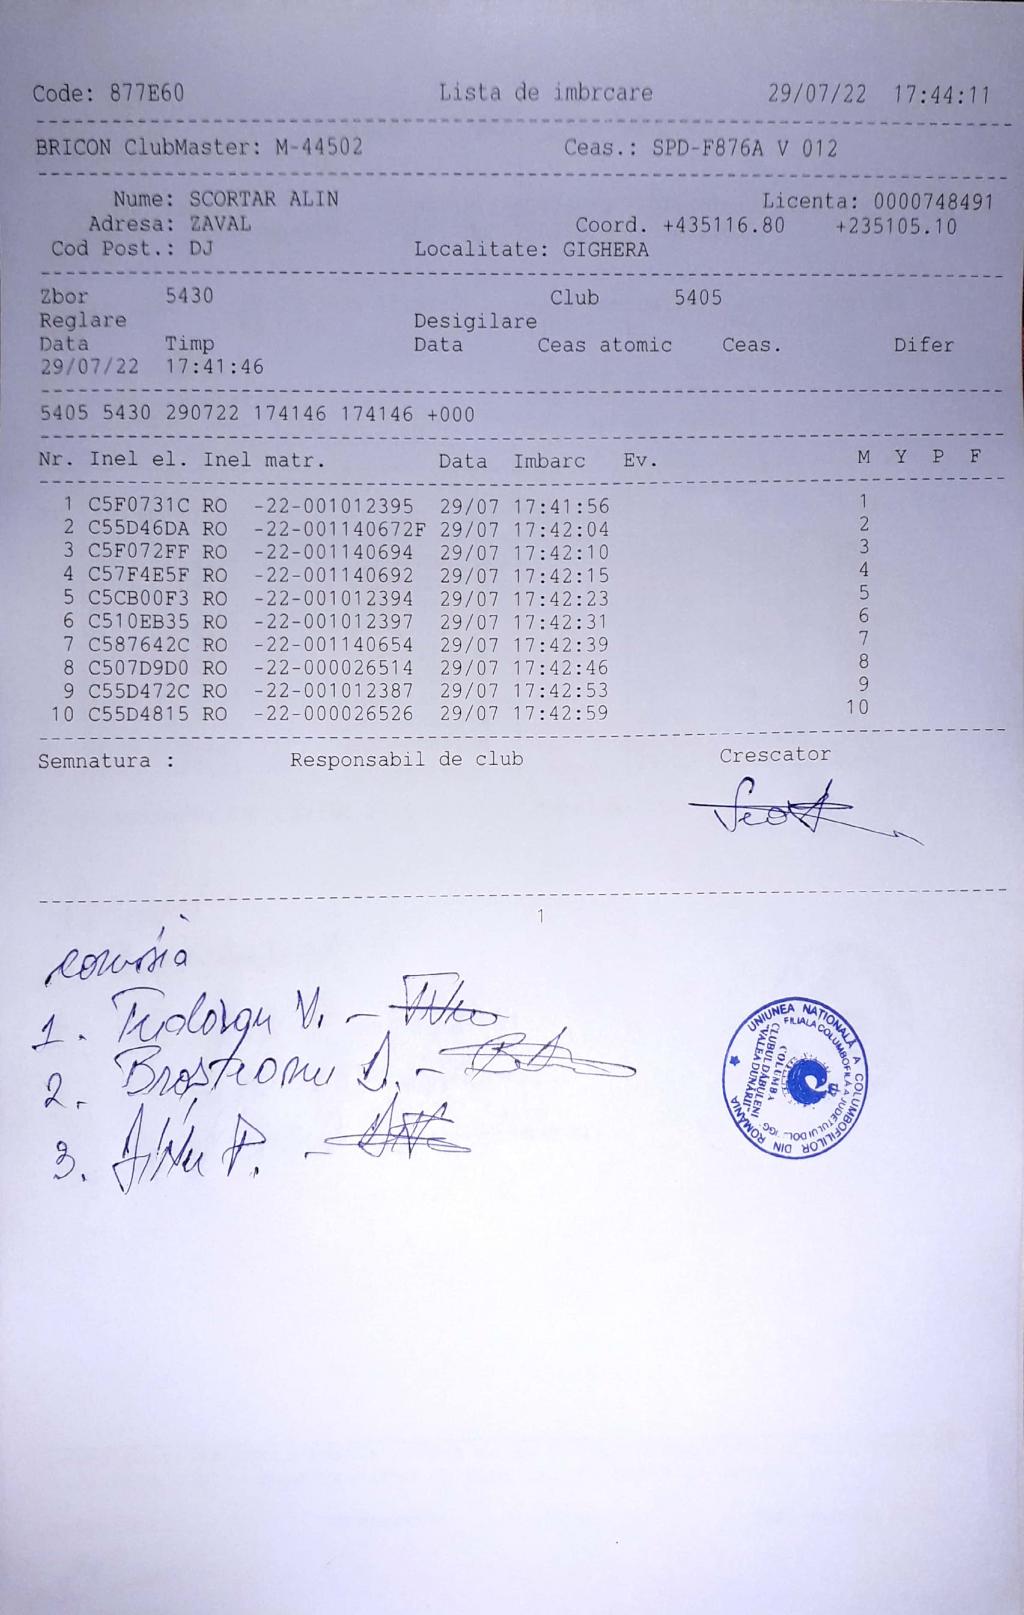 Code: 877E60 Lista de imbrcare 29/07/22 17:44:11
BRICON ClubMaster: M-44502 Ceas.: SPD-F876A V 012
Nume: SCORTAR ALIN Licenta: 0000748491
Adresa: ZAVAL Coord. +435116.80 +235105.10
Cod Post.: DJ Localitate: GIGHERA
Zbor 5430 Club 5405
Reglare Desigilare
Data Timp Data Ceas atomic Ceas. Difer
29/07/22 17:41:46
5405 5430 290722 174146 174146 +000
Nr. Inel el. Inel matr. Data Imbarc Ev. M Y P F
1 C5F0731C RO -22-001012395 29/07 17:41:56 1
2 C55D46DA RO -22-001140672F 29/07 17:42:04 2
3 C5F072FF RO -22-001140694 29/07 17:42:10 3
4 C57F4E5F RO -22-001140692 29/07 17:42:15 4
5 C5CB00F3 RO -22-001012394 29/07 17:42:23 5
6 C510EB35 RO -22-001012397 29/07 17:42:31 6
7 C587642C RO -22-001140654 29/07 17:42:39 7
8 C507D9D0 RO -22-000026514 29/07 17:42:46 8
9 C55D472C RO -22-001012387 29/07 17:42:53 9
10 C55D4815 RO -22-000026526 29/07 17:42:59 10
Semnatura : Responsabil de club Crescator
1
comisia
1. V. -
2. Broșteanu D. -
3. P. -
UNIUNEA NATIONALĂ A COLUMBOFILILOR DIN ROMÂNIA
FILIALA COLUMBOFILĂ A JUDETULUI DOLJ
COLUMBA
CLUBUL DĂBULENI
"VALEA DUNĂRII"